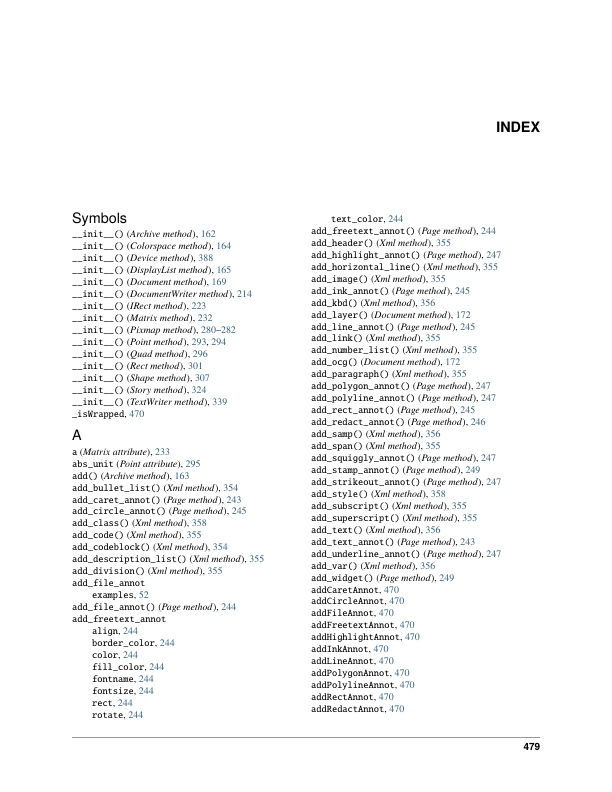 INDEX
Symbols
__init__() (Archive method), 162
__init__() (Colorspace method), 164
__init__() (Device method), 388
__init__() (DisplayList method), 165
__init__() (Document method), 169
__init__() (DocumentWriter method), 214
__init__() (IRect method), 223
__init__() (Matrix method), 232
__init__() (Pixmap method), 280–282
__init__() (Point method), 293, 294
__init__() (Quad method), 296
__init__() (Rect method), 301
__init__() (Shape method), 307
__init__() (Story method), 324
__init__() (TextWriter method), 339
_isWrapped, 470
A
a (Matrix attribute), 233
abs_unit (Point attribute), 295
add() (Archive method), 163
add_bullet_list() (Xml method), 354
add_caret_annot() (Page method), 243
add_circle_annot() (Page method), 245
add_class() (Xml method), 358
add_code() (Xml method), 355
add_codeblock() (Xml method), 354
add_description_list() (Xml method), 355
add_division() (Xml method), 355
add_file_annot
examples, 52
add_file_annot() (Page method), 244
add_freetext_annot
align, 244
border_color, 244
color, 244
fill_color, 244
fontname, 244
fontsize, 244
rect, 244
rotate, 244
text_color, 244
add_freetext_annot() (Page method), 244
add_header() (Xml method), 355
add_highlight_annot() (Page method), 247
add_horizontal_line() (Xml method), 355
add_image() (Xml method), 355
add_ink_annot() (Page method), 245
add_kbd() (Xml method), 356
add_layer() (Document method), 172
add_line_annot() (Page method), 245
add_link() (Xml method), 355
add_number_list() (Xml method), 355
add_ocg() (Document method), 172
add_paragraph() (Xml method), 355
add_polygon_annot() (Page method), 247
add_polyline_annot() (Page method), 247
add_rect_annot() (Page method), 245
add_redact_annot() (Page method), 246
add_samp() (Xml method), 356
add_span() (Xml method), 355
add_squiggly_annot() (Page method), 247
add_stamp_annot() (Page method), 249
add_strikeout_annot() (Page method), 247
add_style() (Xml method), 358
add_subscript() (Xml method), 355
add_superscript() (Xml method), 355
add_text() (Xml method), 356
add_text_annot() (Page method), 243
add_underline_annot() (Page method), 247
add_var() (Xml method), 356
add_widget() (Page method), 249
addCaretAnnot, 470
addCircleAnnot, 470
addFileAnnot, 470
addFreetextAnnot, 470
addHighlightAnnot, 470
addInkAnnot, 470
addLineAnnot, 470
addPolygonAnnot, 470
addPolylineAnnot, 470
addRectAnnot, 470
addRedactAnnot, 470
479